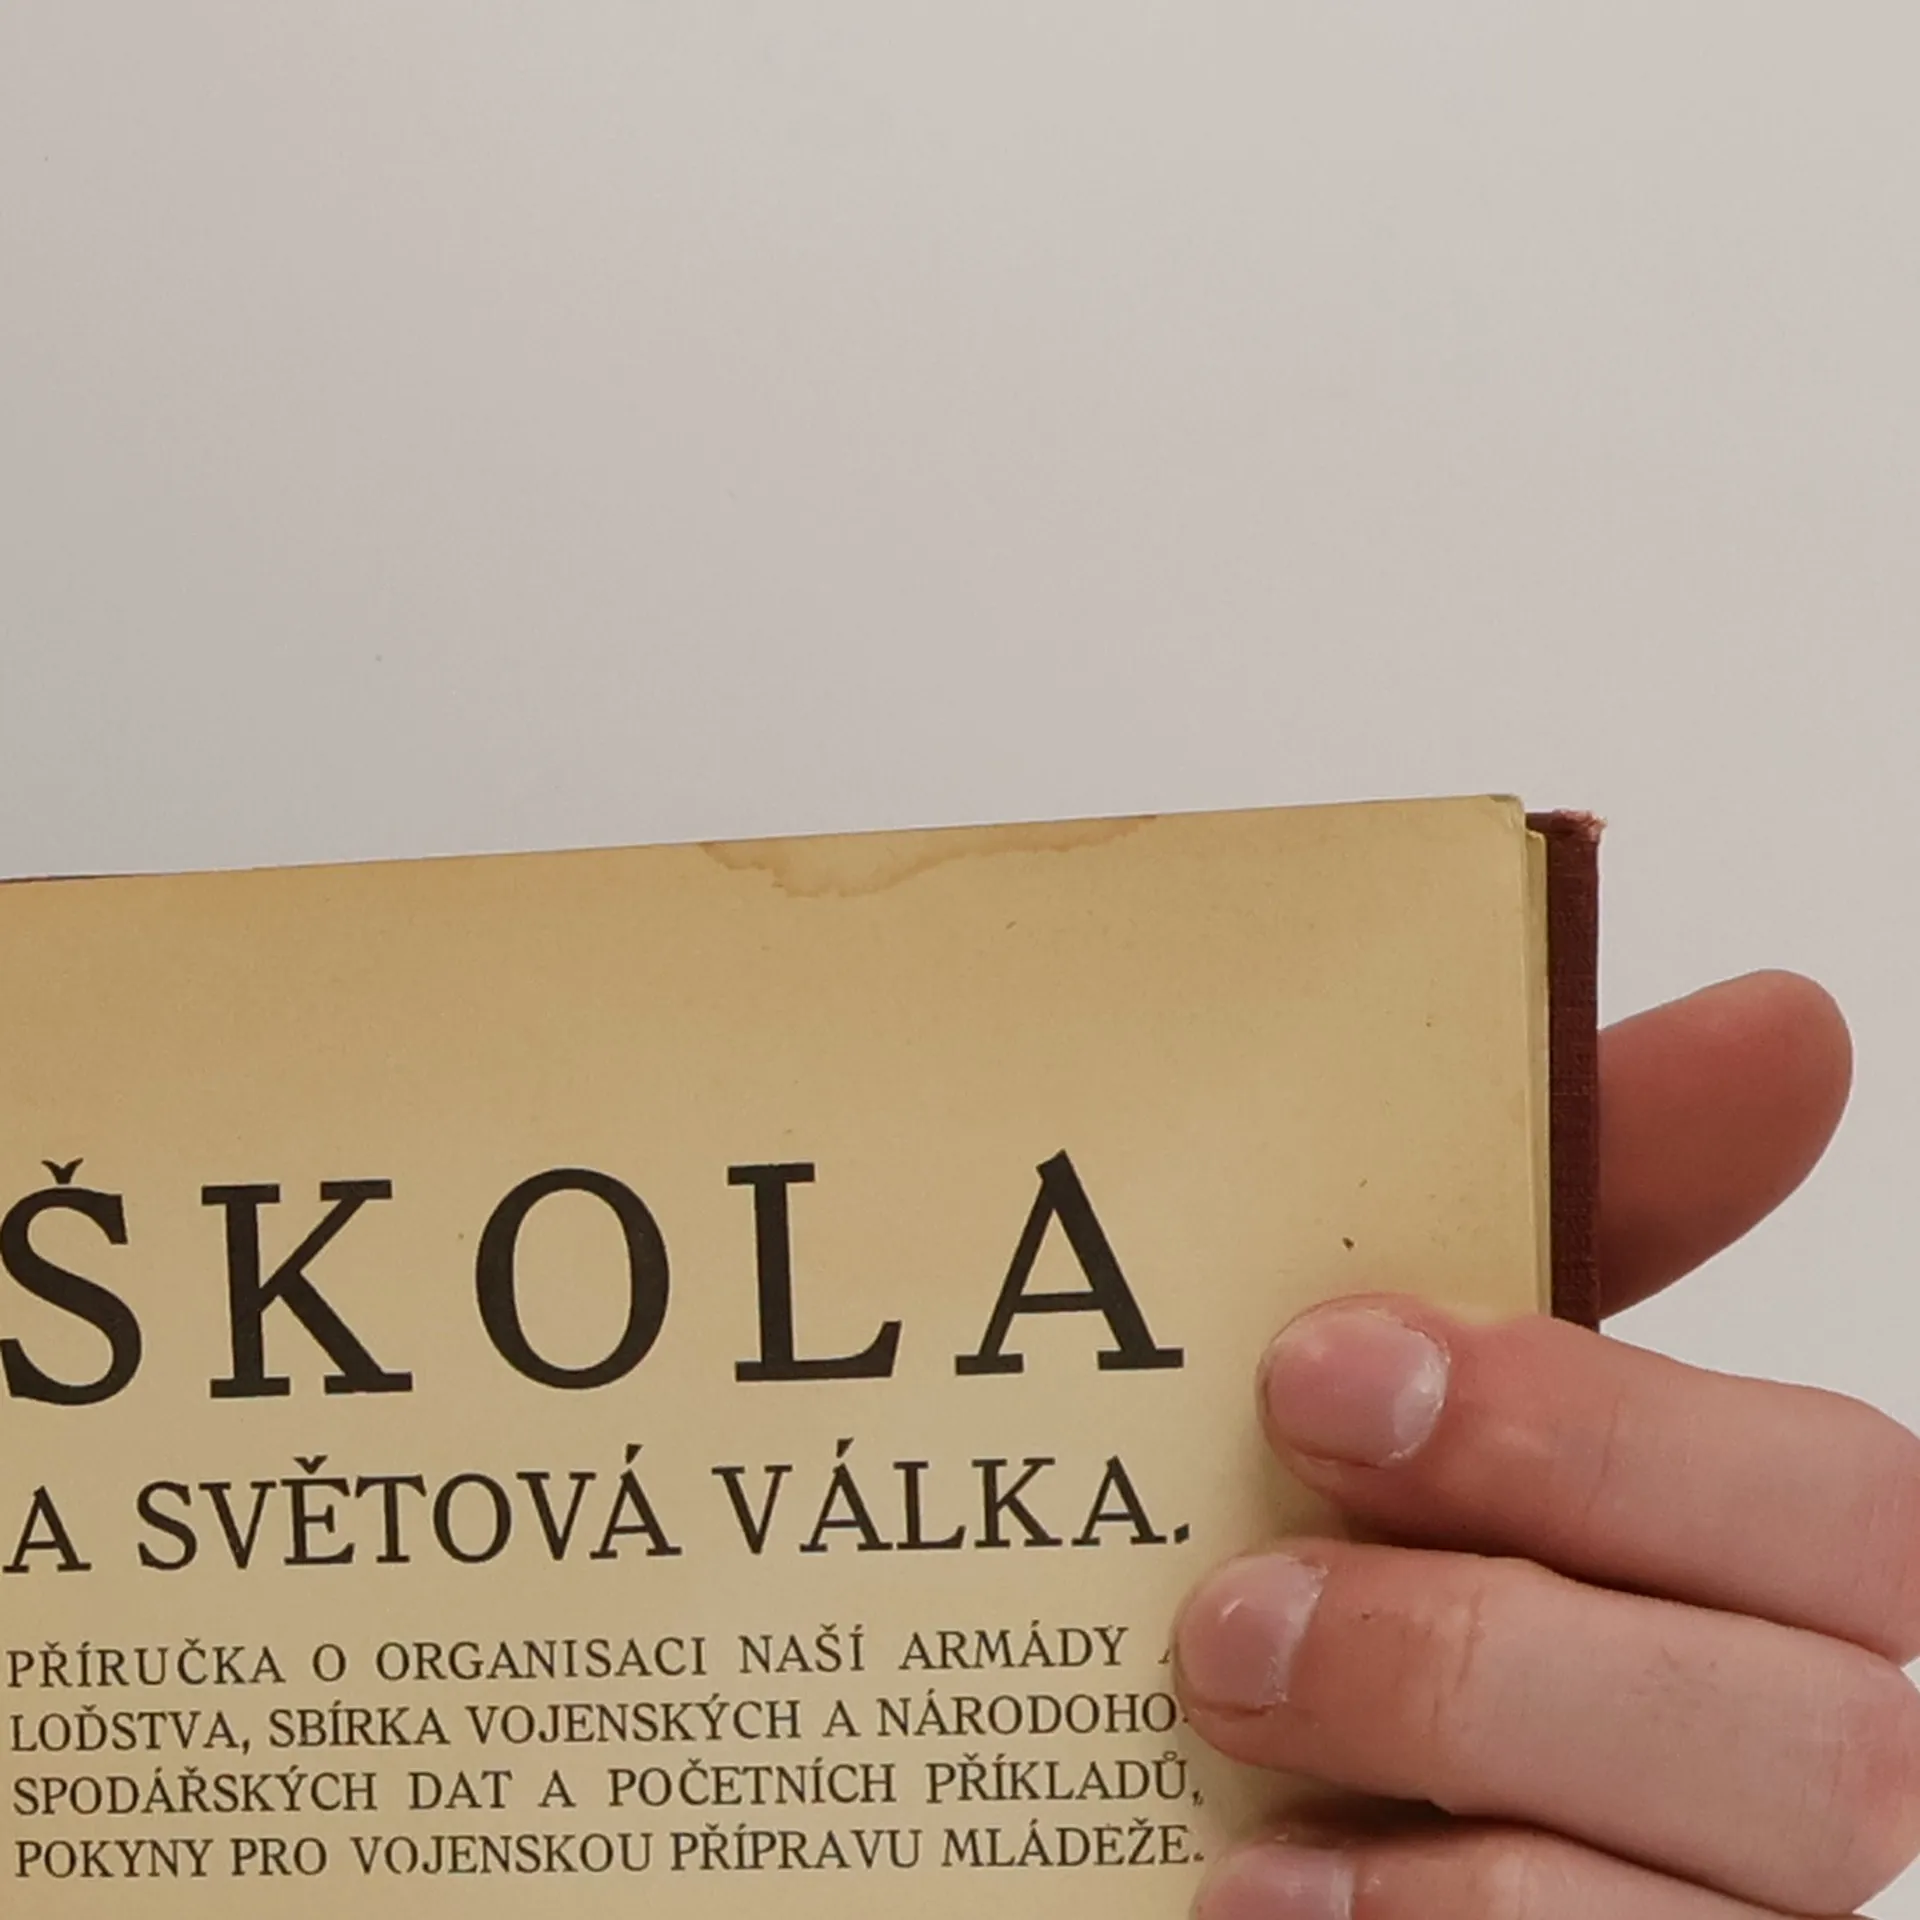 ŠKOLA
A SVĚTOVÁ VÁLKA.
PŘÍRUČKA O ORGANISACI NAŠÍ ARMÁDY
LOĎSTVA, SBÍRKA VOJENSKÝCH A NÁRODOHO-
SPODÁŘSKÝCH DAT A POČETNÍCH PŘÍKLADŮ,
POKYNY PRO VOJENSKOU PŘÍPRAVU MLÁDEŽE.